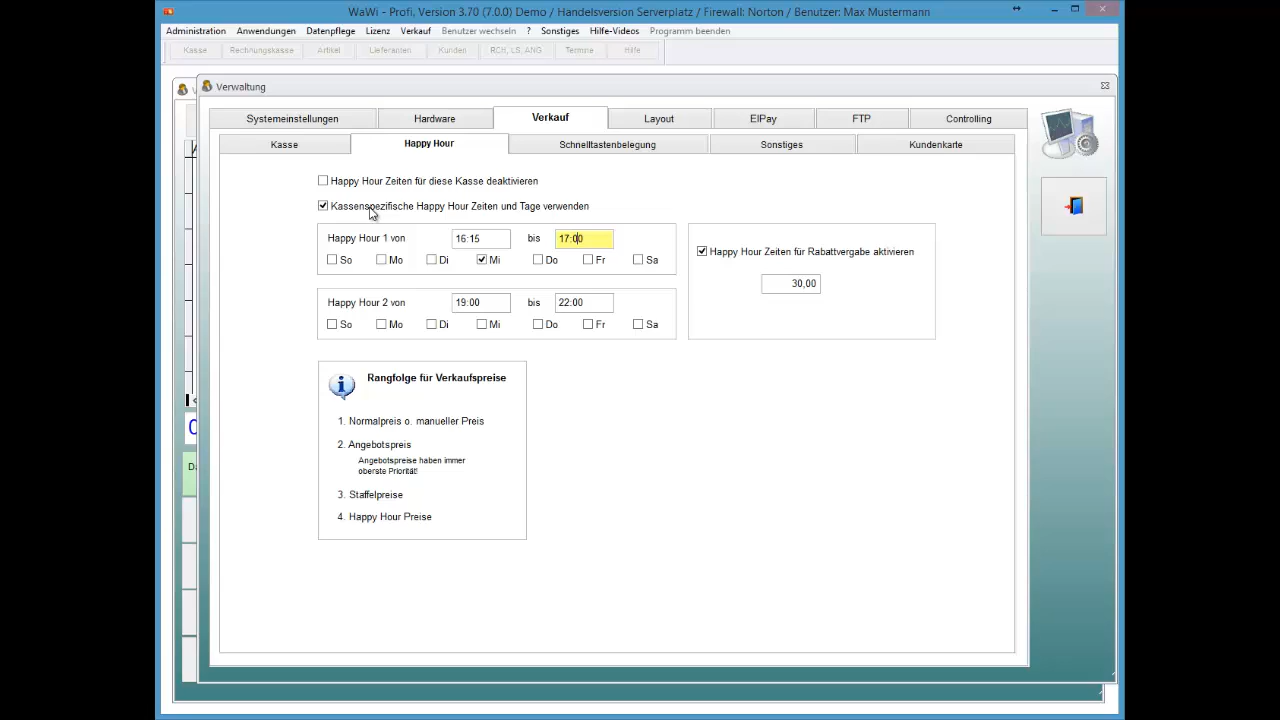 WaWi - Profi, Version 3.70 (7.0.0) Demo / Handelsversion Serverplatz / Firewall: Norton / Benutzer: Max Mustermann
Administration Anwendungen Datenpflege Lizenz Verkauf Benutzer wechseln ? Sonstiges Hilfe-Videos Programm beenden
Kasse Rechnungskasse Artikel Lieferanten Kunden Termine Hilfe
Verwaltung
Systemeinstellungen Hardware Verkauf Layout ElPay FTP Controlling
Kasse Happy Hour Schnelltastenbelegung Sonstiges Kundenkarte
Happy Hour Zeiten für diese Kasse deaktivieren
Kassenspezifische Happy Hour Zeiten und Tage verwenden
Happy Hour 1 von 16:15 bis 17:00
So Mo Di Mi Do Fr Sa
Happy Hour Zeiten für Rabattvergabe aktivieren
30,00
Happy Hour 2 von 19:00 bis 22:00
So Mo Di Mi Do Fr Sa
Rangfolge für Verkaufspreise
1. Normalpreis o. manueller Preis
2. Angebotspreis
Angebotspreise haben immer
oberste Priorität!
3. Staffelpreise
4. Happy Hour Preise